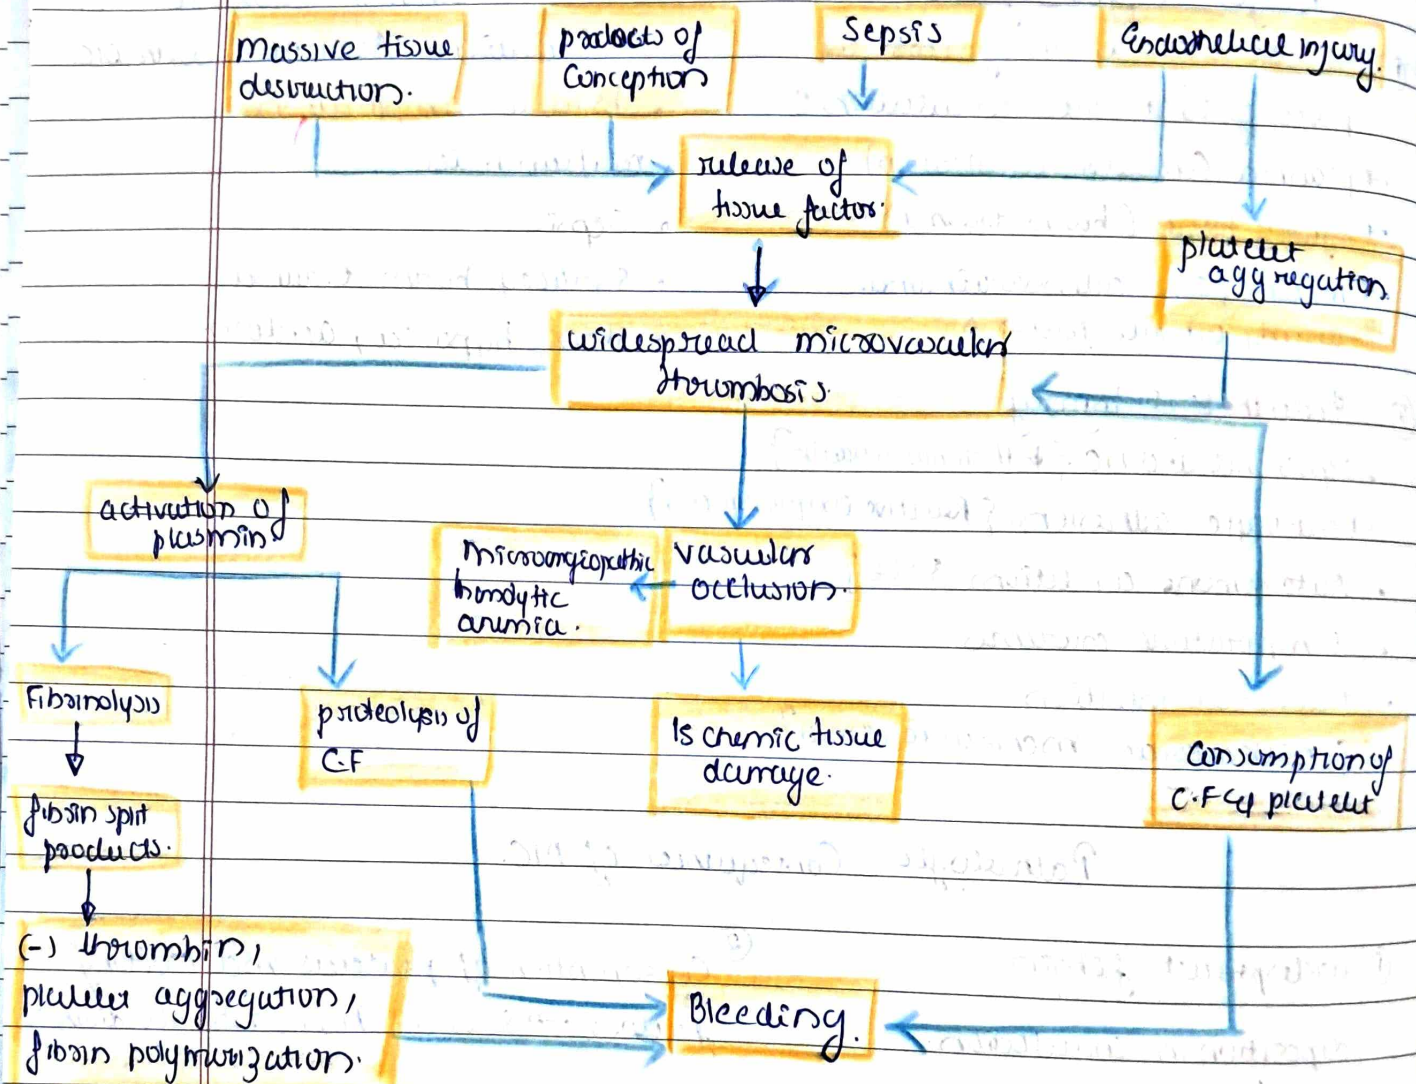 Massive tissue
destruction.
products of
Conception
Sepsis
Endothelical injury.
release of
tissue factor.
platelet
aggregation.
widespread microvascular
thrombosis.
activation of
plasmin
Microangiopathic
hemolytic
anemia.
vascular
occlusion.
Fibrinolysis
proteolysis of
C.F
Ischemic tissue
damage.
Consumption of
C.F & platelet
fibrin split
products.
(-) thrombin,
platelet aggregation,
fibrin polymerization.
Bleeding.